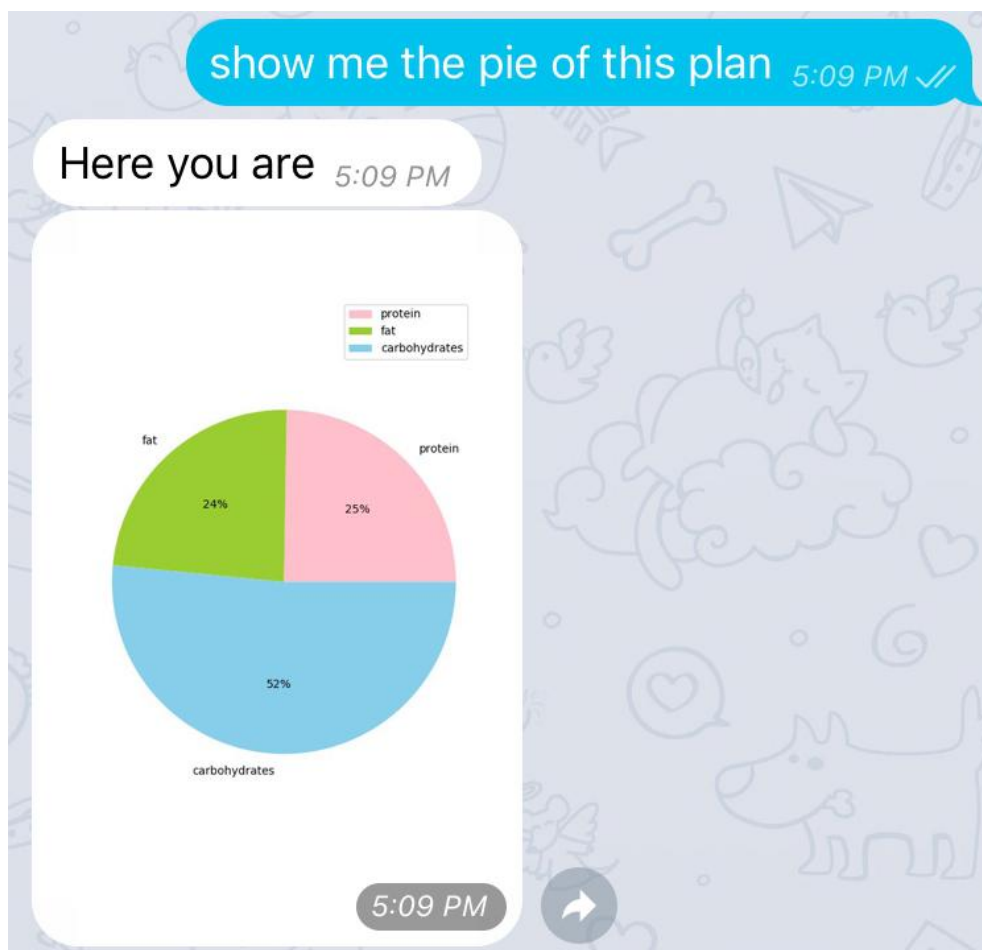 show me the pie of this plan 5:09 PM
Here you are 5:09 PM
protein
fat
carbohydrates
fat
protein
24%
25%
52%
carbohydrates
5:09 PM